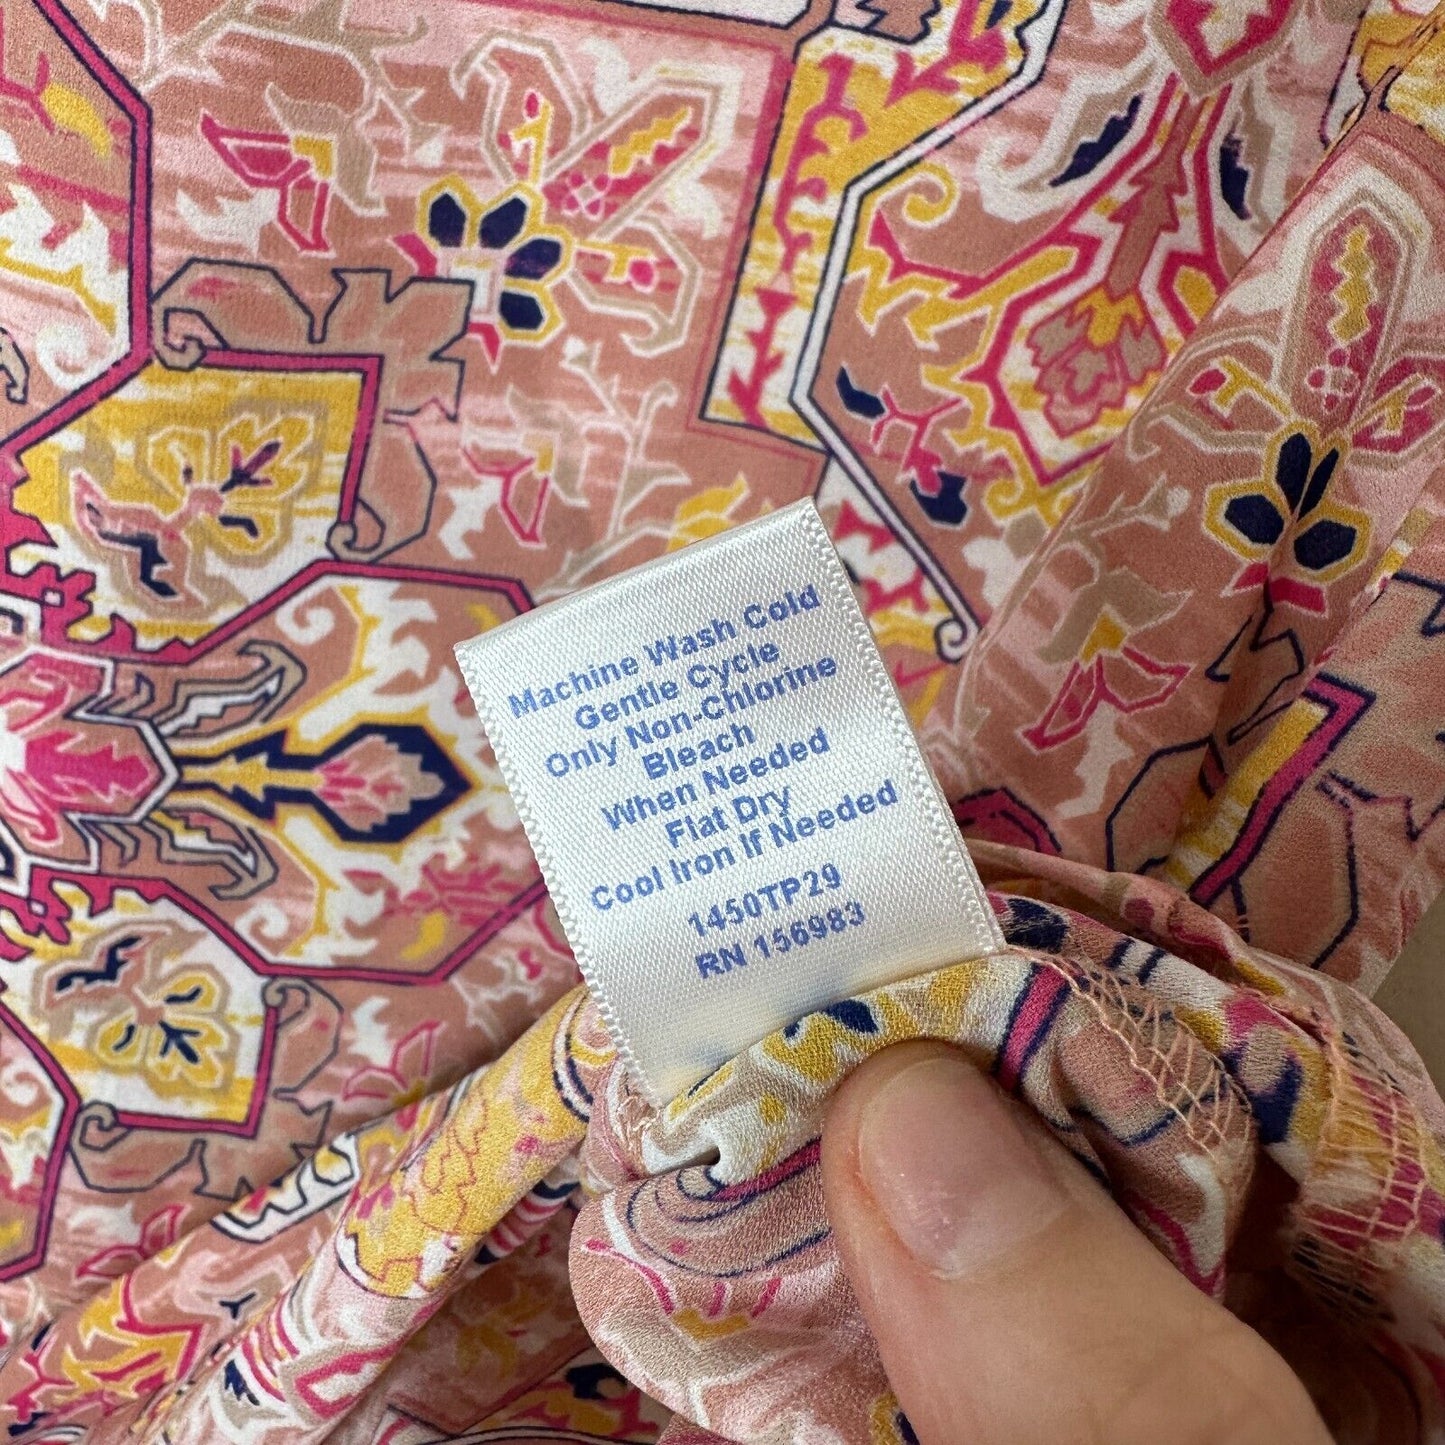 Machine Wash Cold
Gentle Cycle
Only Non-Chlorine
Bleach
When Needed
Flat Dry
Cool Iron If Needed
1450TP29
RN 156983